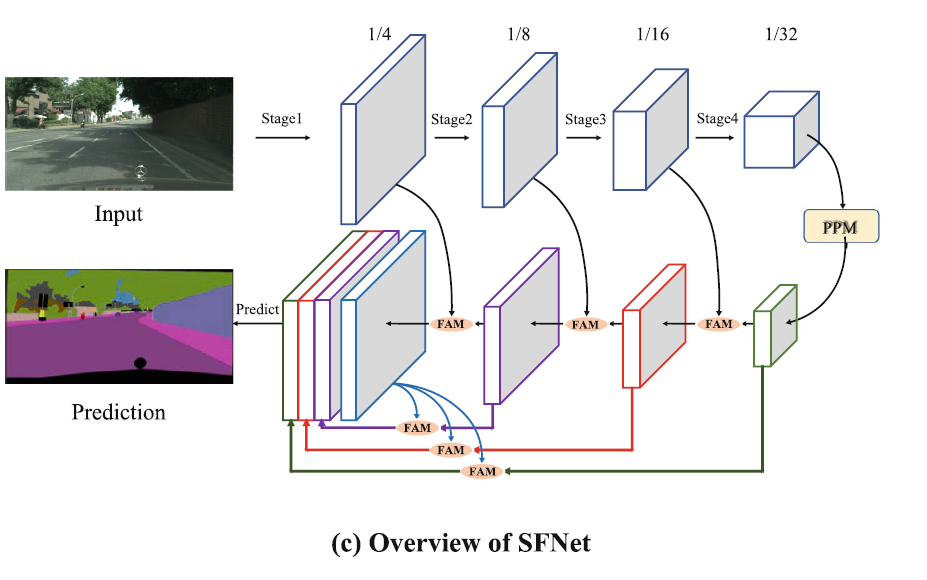 1/4
1/8
1/16
1/32
Stage1
Stage2
Stage3
Stage4
Input
PPM
Predict
FAM
FAM
FAM
Prediction
FAM
FAM
FAM
(c) Overview of SFNet